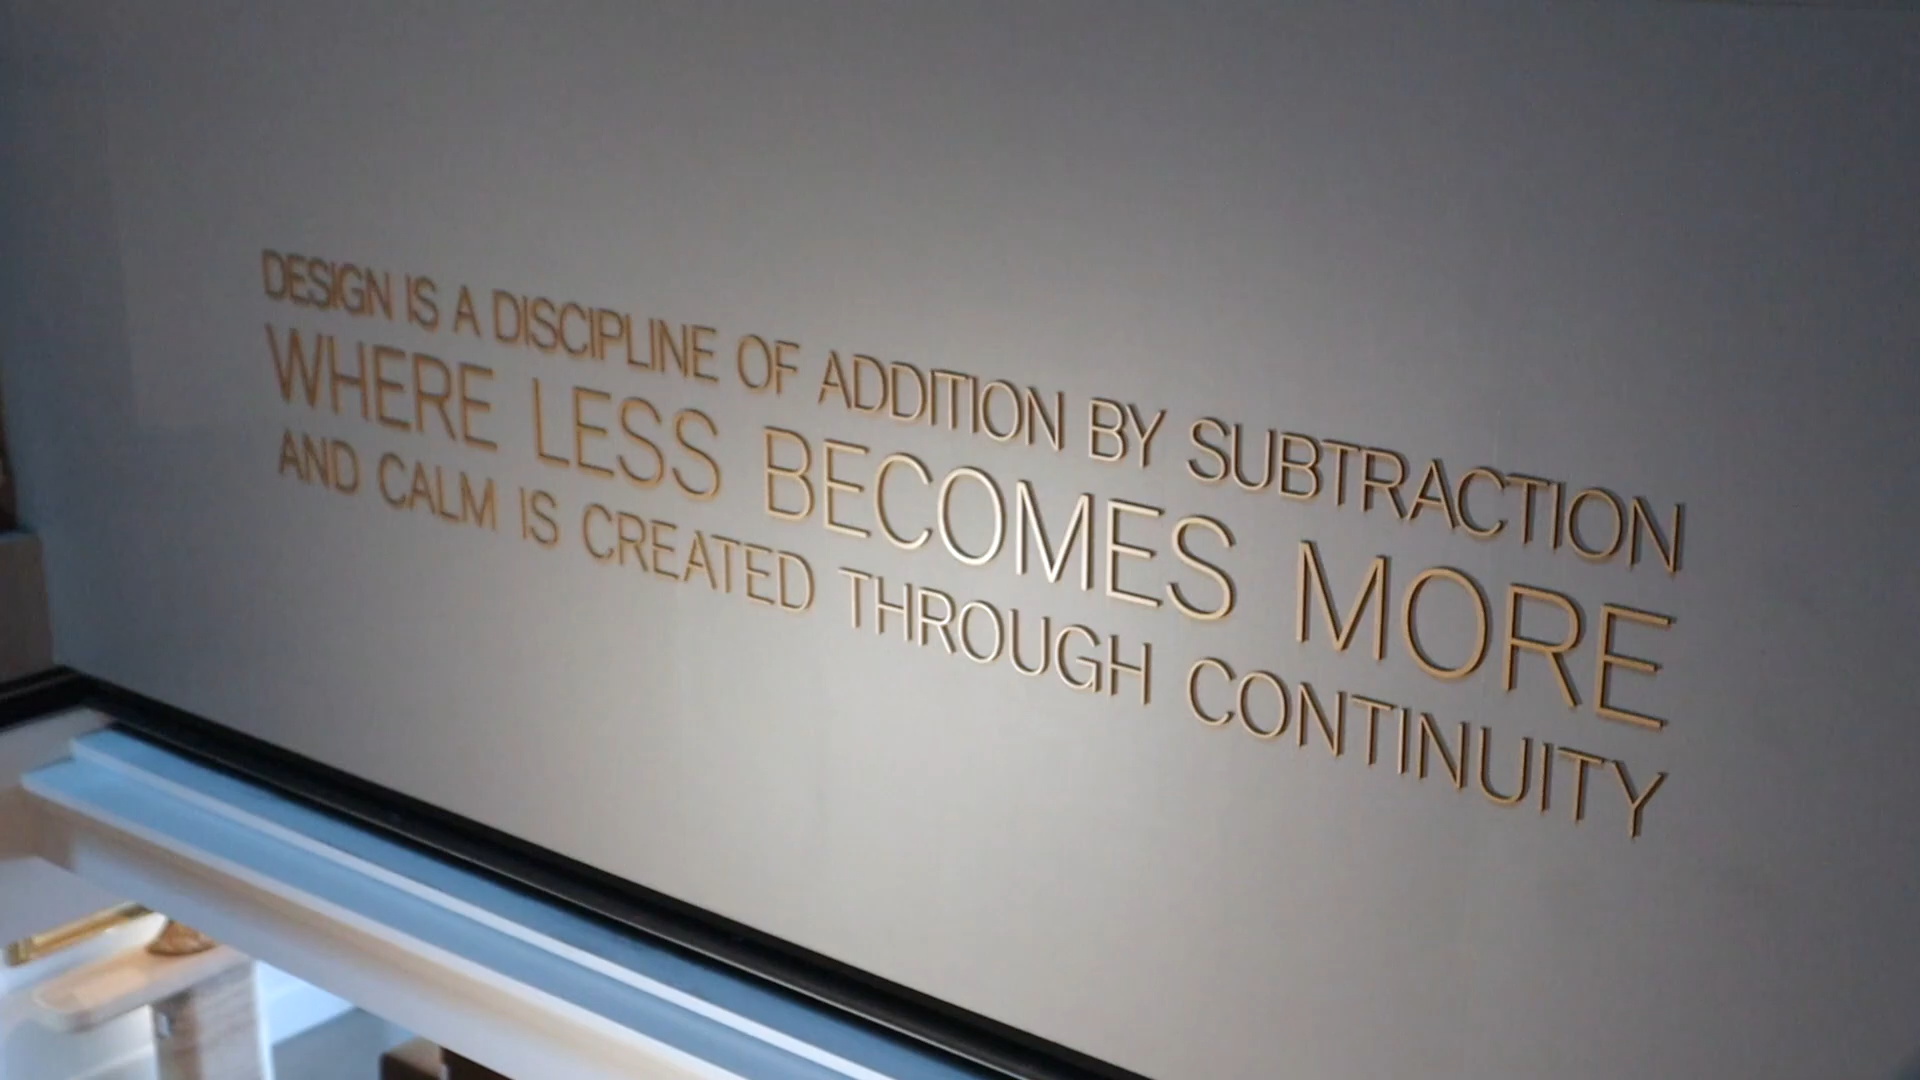 DESIGN IS A DISCIPLINE OF ADDITION BY SUBTRACTION
WHERE LESS BECOMES MORE
AND CALM IS CREATED THROUGH CONTINUITY